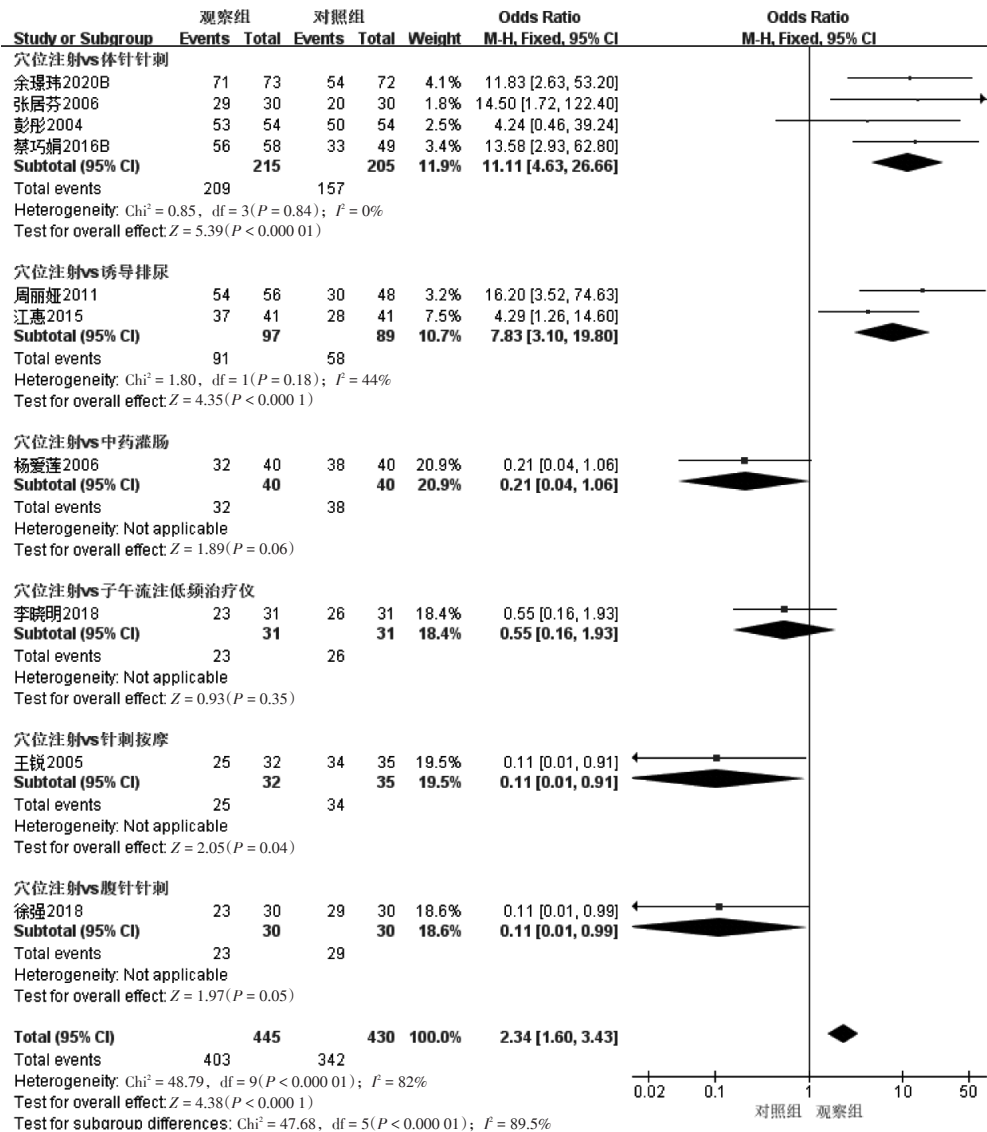 观察组 对照组 Odds Ratio Odds Ratio
Study or Subgroup Events Total Events Total Weight M-H, Fixed, 95% CI M-H, Fixed, 95% CI
穴位注射vs体针针刺
余璟玮2020B 71 73 54 72 4.1% 11.83 [2.63, 53.20]
张居芬2006 29 30 20 30 1.8% 14.50 [1.72, 122.40]
彭彤2004 53 54 50 54 2.5% 4.24 [0.46, 39.24]
蔡巧娟2016B 56 58 33 49 3.4% 13.58 [2.93, 62.80]
Subtotal (95% CI) 215 205 11.9% 11.11 [4.63, 26.66]
Total events 209 157
Heterogeneity: Chi² = 0.85, df = 3(P = 0.84); I² = 0%
Test for overall effect: Z = 5.39(P < 0.000 01)
穴位注射vs诱导排尿
周丽娅2011 54 56 30 48 3.2% 16.20 [3.52, 74.63]
江惠2015 37 41 28 41 7.5% 4.29 [1.26, 14.60]
Subtotal (95% CI) 97 89 10.7% 7.83 [3.10, 19.80]
Total events 91 58
Heterogeneity: Chi² = 1.80, df = 1(P = 0.18); I² = 44%
Test for overall effect: Z = 4.35(P < 0.000 1)
穴位注射vs中药灌肠
杨爱莲2006 32 40 38 40 20.9% 0.21 [0.04, 1.06]
Subtotal (95% CI) 40 40 20.9% 0.21 [0.04, 1.06]
Total events 32 38
Heterogeneity: Not applicable
Test for overall effect: Z = 1.89(P = 0.06)
穴位注射vs子午流注低频治疗仪
李晓明2018 23 31 26 31 18.4% 0.55 [0.16, 1.93]
Subtotal (95% CI) 31 31 18.4% 0.55 [0.16, 1.93]
Total events 23 26
Heterogeneity: Not applicable
Test for overall effect: Z = 0.93(P = 0.35)
穴位注射vs针刺按摩
王锐2005 25 32 34 35 19.5% 0.11 [0.01, 0.91]
Subtotal (95% CI) 32 35 19.5% 0.11 [0.01, 0.91]
Total events 25 34
Heterogeneity: Not applicable
Test for overall effect: Z = 2.05(P = 0.04)
穴位注射vs腹针针刺
徐强2018 23 30 29 30 18.6% 0.11 [0.01, 0.99]
Subtotal (95% CI) 30 30 18.6% 0.11 [0.01, 0.99]
Total events 23 29
Heterogeneity: Not applicable
Test for overall effect: Z = 1.97(P = 0.05)
Total (95% CI) 445 430 100.0% 2.34 [1.60, 3.43]
Total events 403 342
Heterogeneity: Chi² = 48.79, df = 9(P < 0.000 01); I² = 82%
Test for overall effect: Z = 4.38(P < 0.000 1)
Test for subgroup differences: Chi² = 47.68, df = 5(P < 0.000 01); I² = 89.5%
0.02 0.1 1 10 50
对照组 观察组